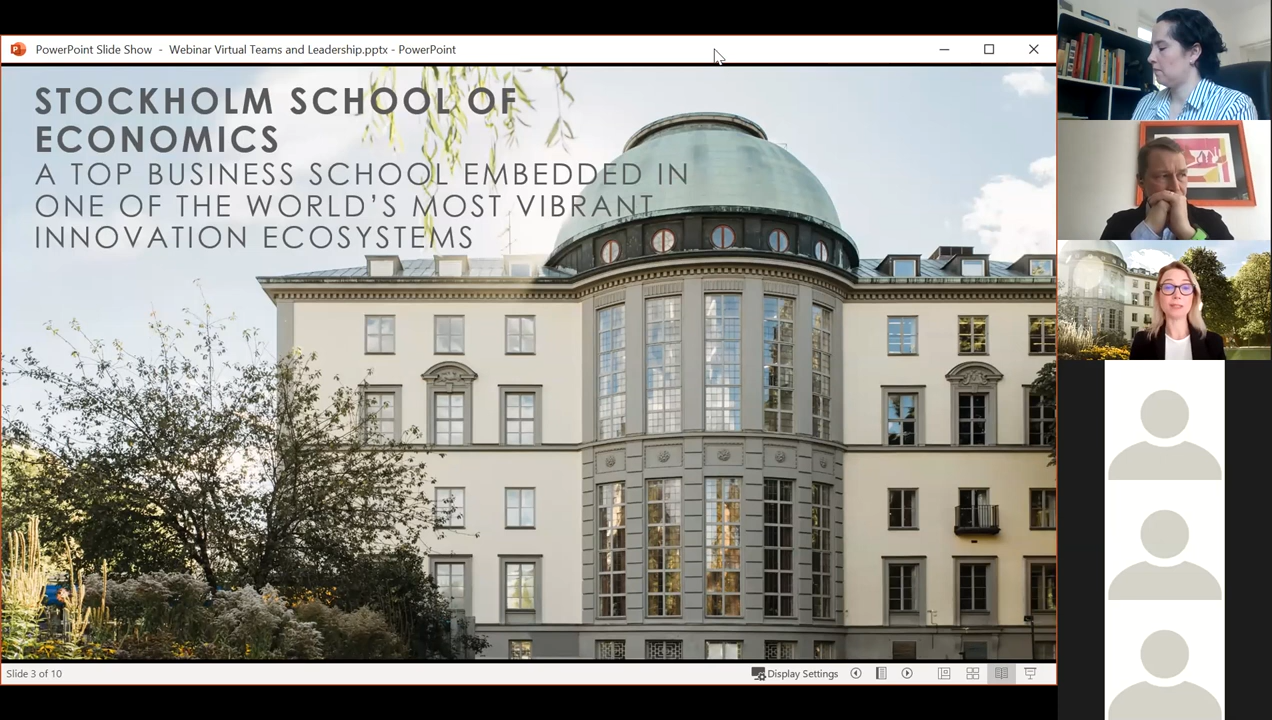 PowerPoint Slide Show - Webinar Virtual Teams and Leadership.pptx - PowerPoint
STOCKHOLM SCHOOL OF
ECONOMICS
A TOP BUSINESS SCHOOL EMBEDDED IN
ONE OF THE WORLD'S MOST VIBRANT
INNOVATION ECOSYSTEMS
Slide 3 of 10
Display Settings